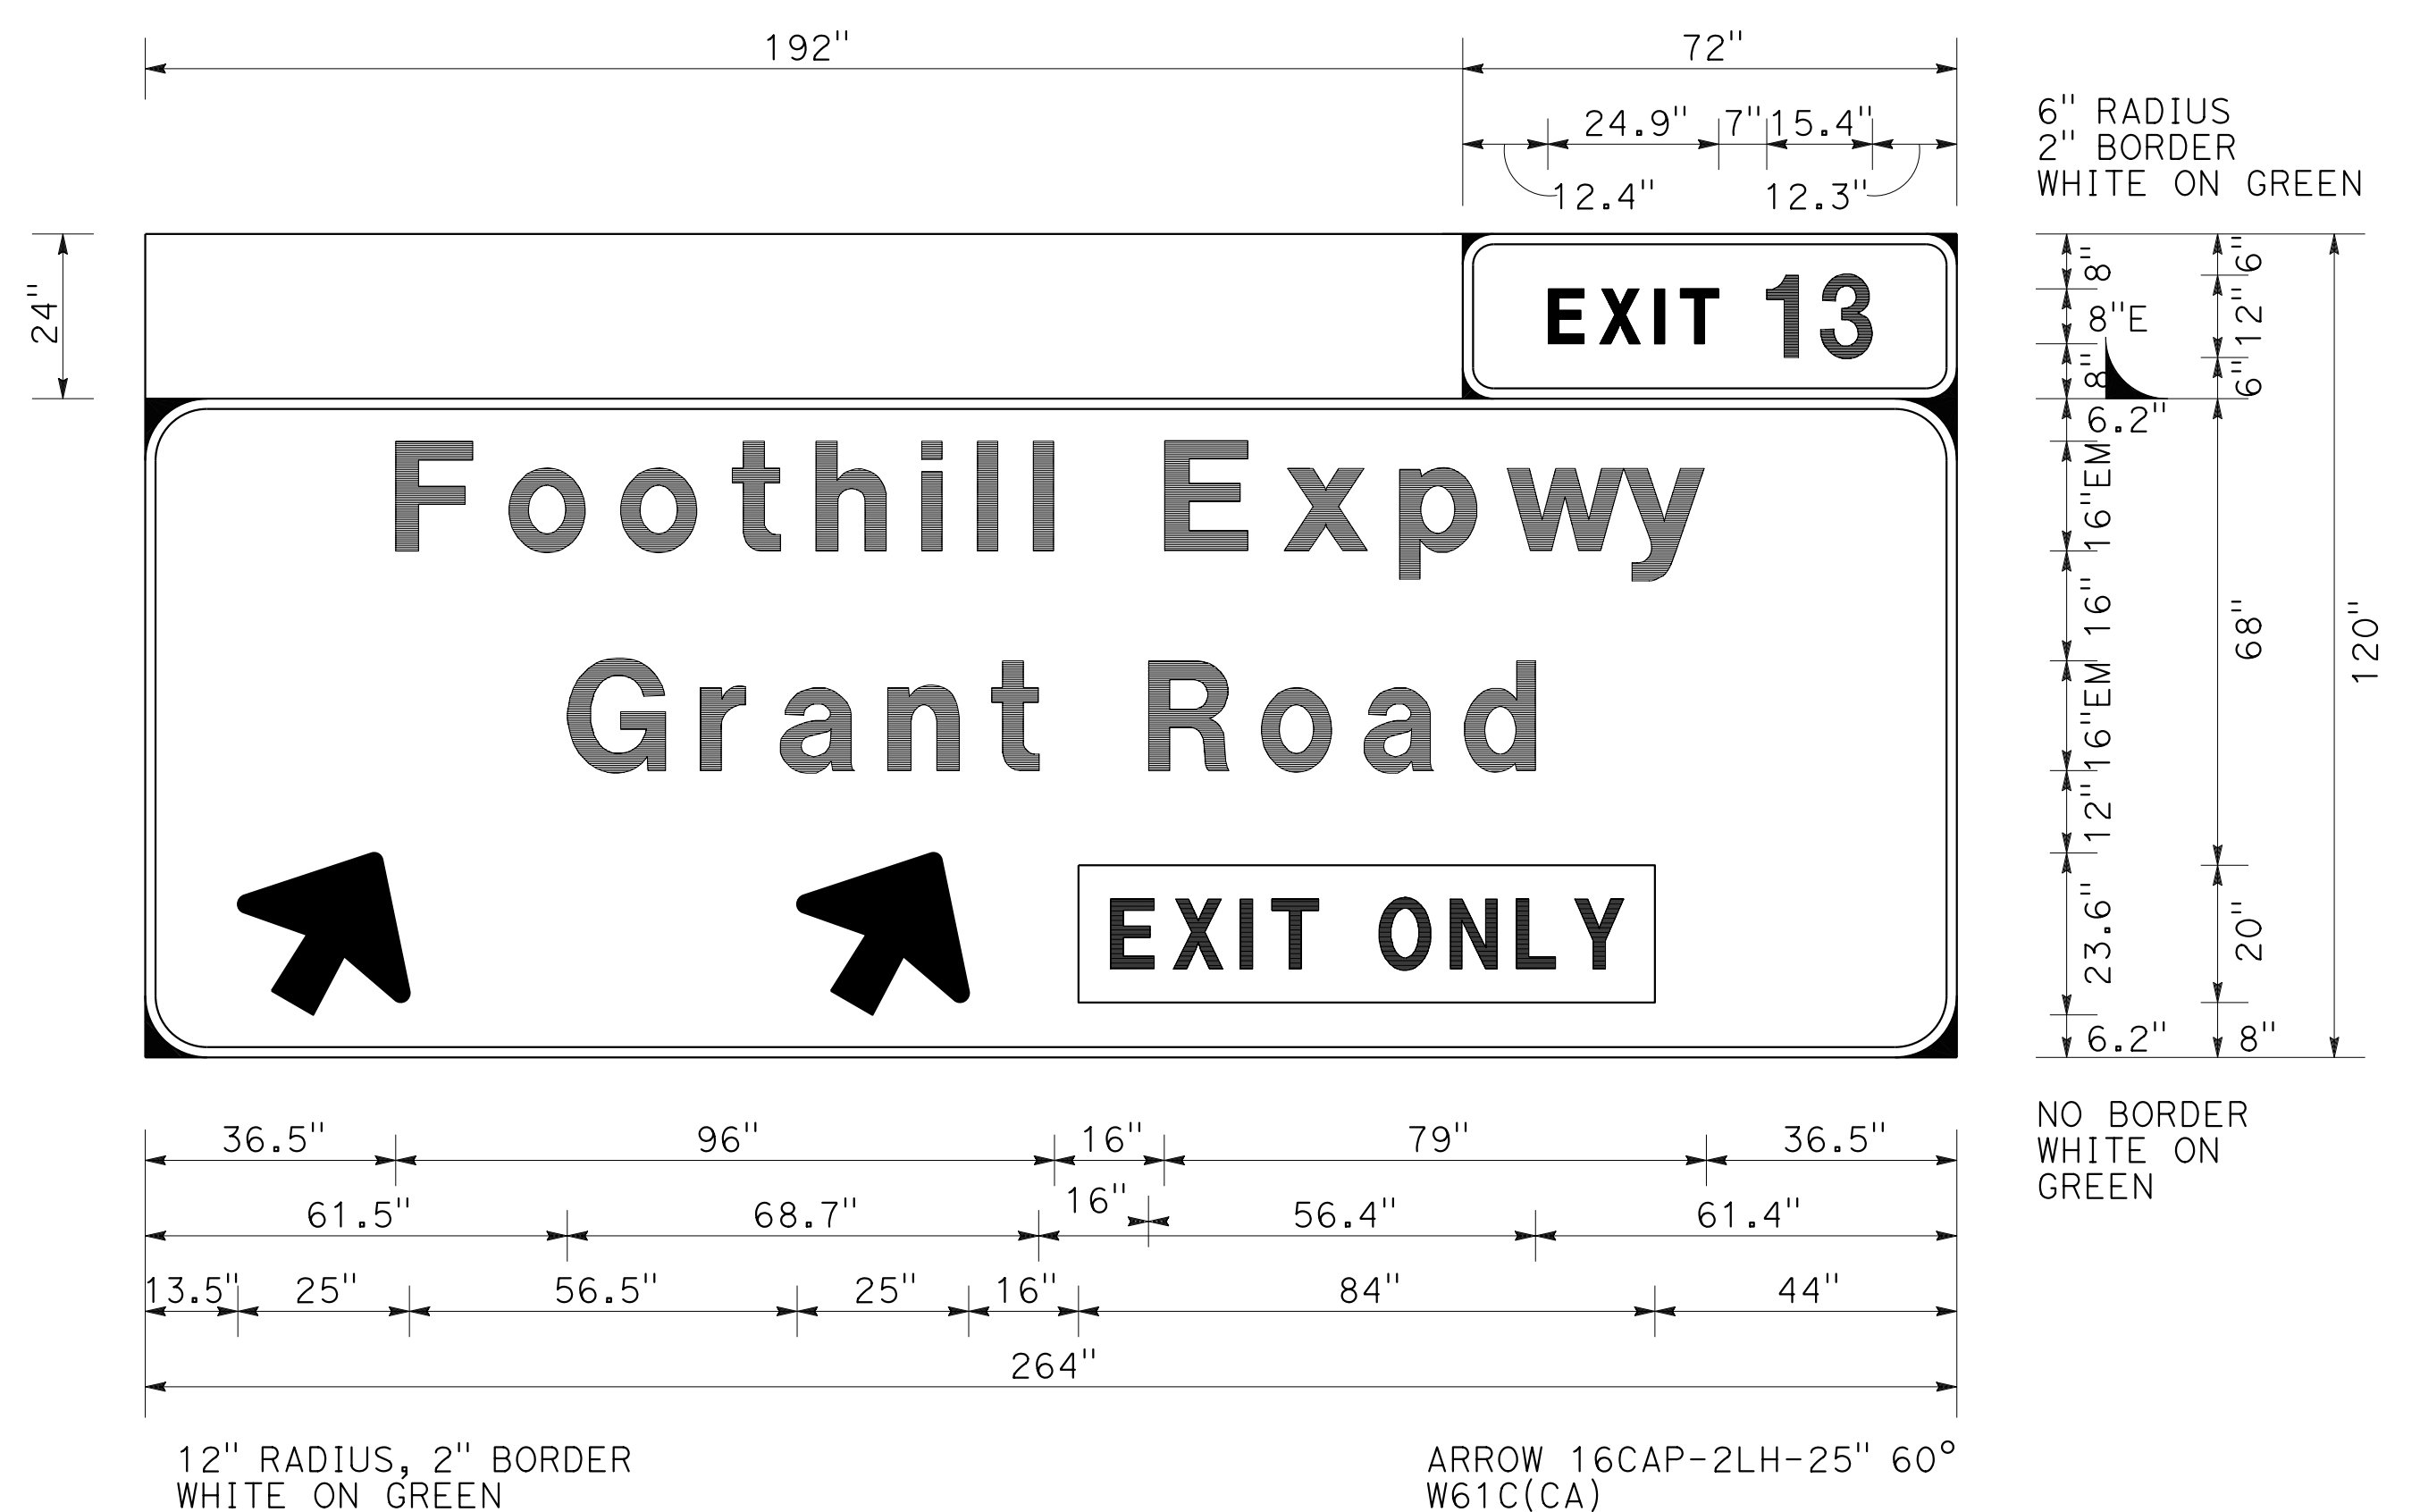 192" 72"
24.9" 7" 15.4"
12.4" 12.3"
6" RADIUS
2" BORDER
WHITE ON GREEN
24"
EXIT 13
8" 6"
8"E 12"
8" 6"
Foothill Expwy
Grant Road
EXIT ONLY
6.2"
16"EM
16"
16"EM
12"
23.6"
6.2"
68"
20"
8"
120"
NO BORDER
WHITE ON
GREEN
36.5" 96" 16" 79" 36.5"
61.5" 68.7" 16" 56.4" 61.4"
13.5" 25" 56.5" 25" 16" 84" 44"
264"
12" RADIUS, 2" BORDER
WHITE ON GREEN
ARROW 16CAP-2LH-25" 60°
W61C(CA)